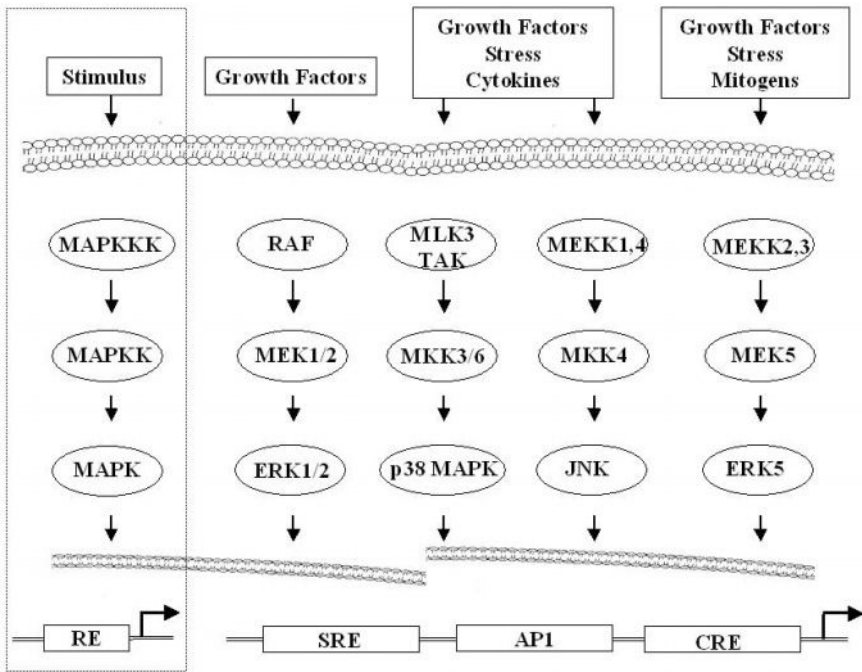 Stimulus
Growth Factors
Growth Factors
Stress
Cytokines
Growth Factors
Stress
Mitogens
MAPKKK
RAF
MLK3
TAK
MEKK1,4
MEKK2,3
MAPKK
MEK1/2
MKK3/6
MKK4
MEK5
MAPK
ERK1/2
p38 MAPK
JNK
ERK5
RE
SRE
AP1
CRE